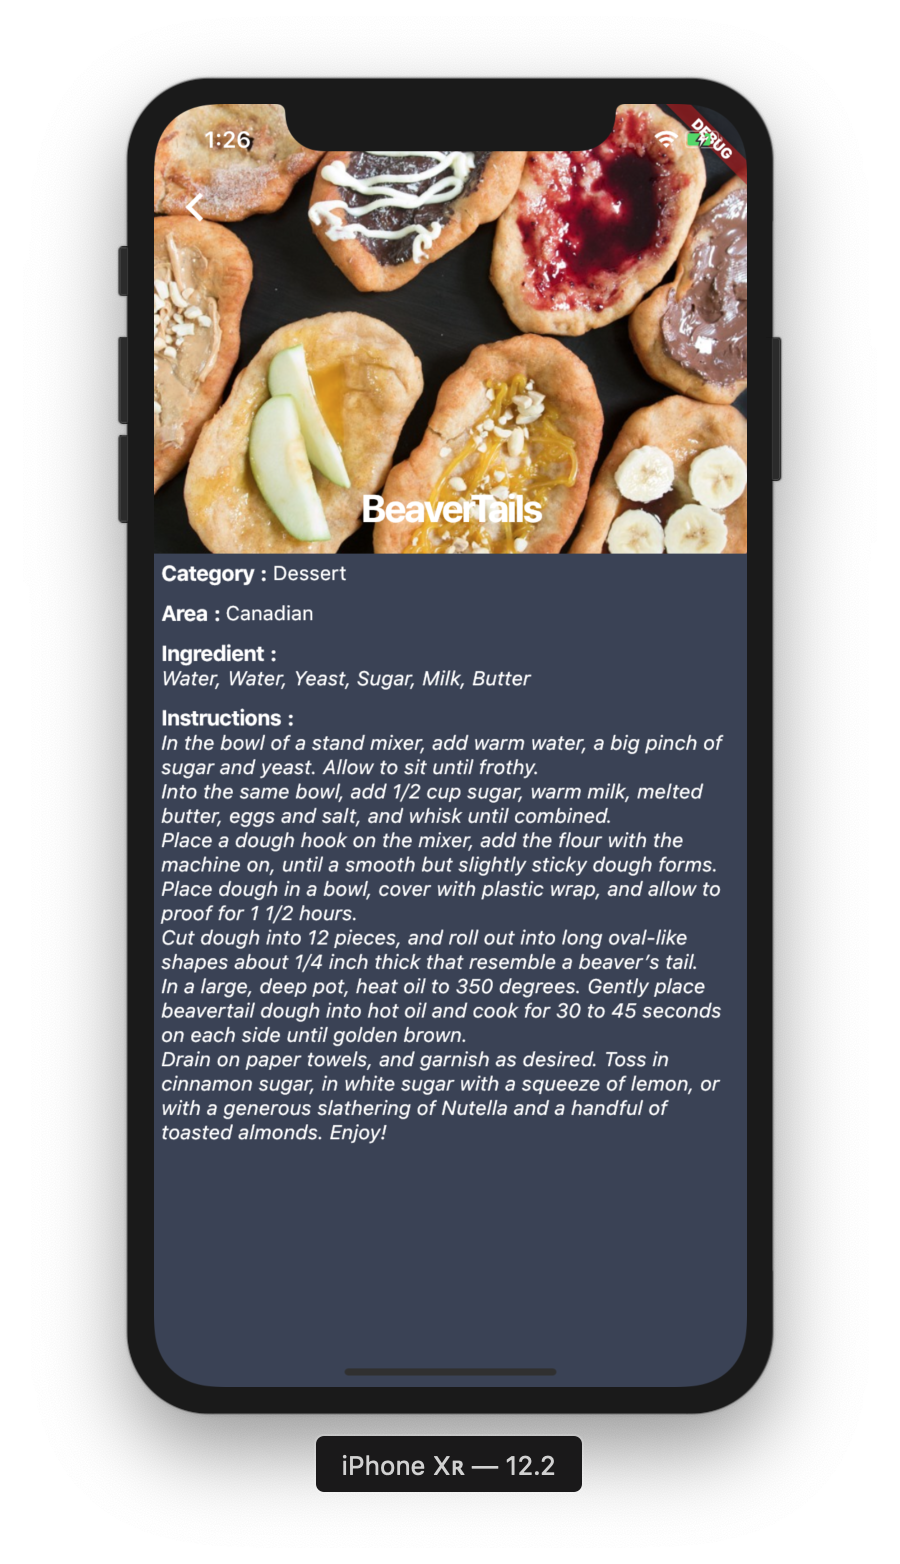 1:26
DEBUG
BeaverTails
Category : Dessert
Area : Canadian
Ingredient :
Water, Water, Yeast, Sugar, Milk, Butter
Instructions :
In the bowl of a stand mixer, add warm water, a big pinch of
sugar and yeast. Allow to sit until frothy.
Into the same bowl, add 1/2 cup sugar, warm milk, melted
butter, eggs and salt, and whisk until combined.
Place a dough hook on the mixer, add the flour with the
machine on, until a smooth but slightly sticky dough forms.
Place dough in a bowl, cover with plastic wrap, and allow to
proof for 1 1/2 hours.
Cut dough into 12 pieces, and roll out into long oval-like
shapes about 1/4 inch thick that resemble a beaver’s tail.
In a large, deep pot, heat oil to 350 degrees. Gently place
beavertail dough into hot oil and cook for 30 to 45 seconds
on each side until golden brown.
Drain on paper towels, and garnish as desired. Toss in
cinnamon sugar, in white sugar with a squeeze of lemon, or
with a generous slathering of Nutella and a handful of
toasted almonds. Enjoy!
iPhone Xʀ — 12.2